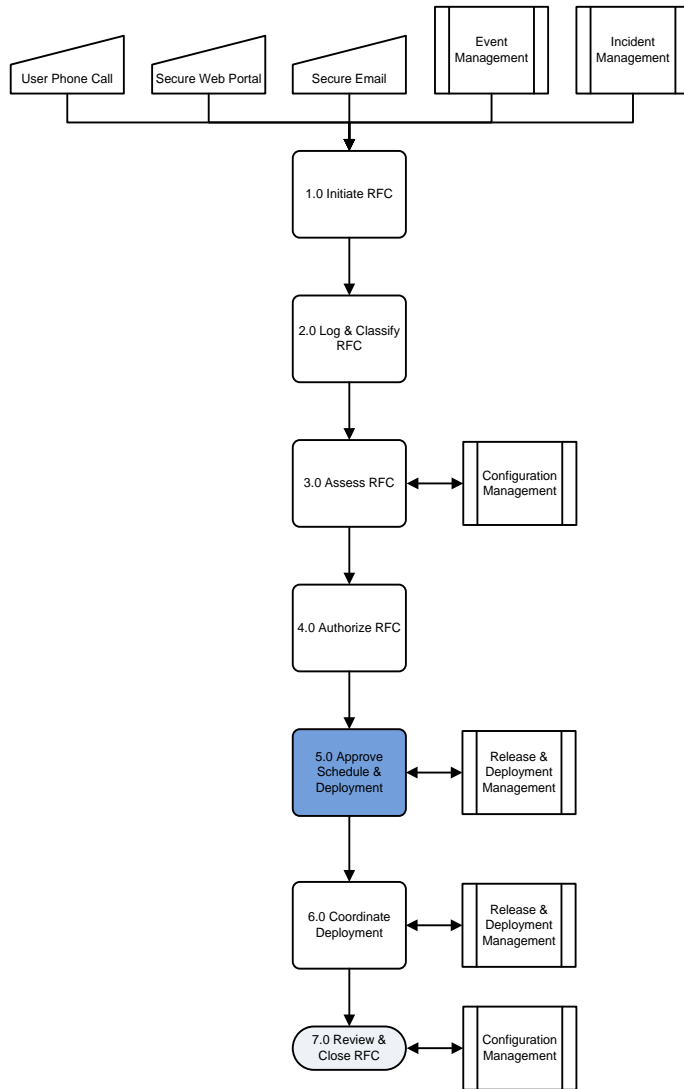 User Phone Call
Secure Web Portal
Secure Email
Event
Management
Incident
Management
1.0 Initiate RFC
2.0 Log & Classify
RFC
3.0 Assess RFC
Configuration
Management
4.0 Authorize RFC
5.0 Approve
Schedule &
Deployment
Release &
Deployment
Management
6.0 Coordinate
Deployment
Release &
Deployment
Management
7.0 Review &
Close RFC
Configuration
Management